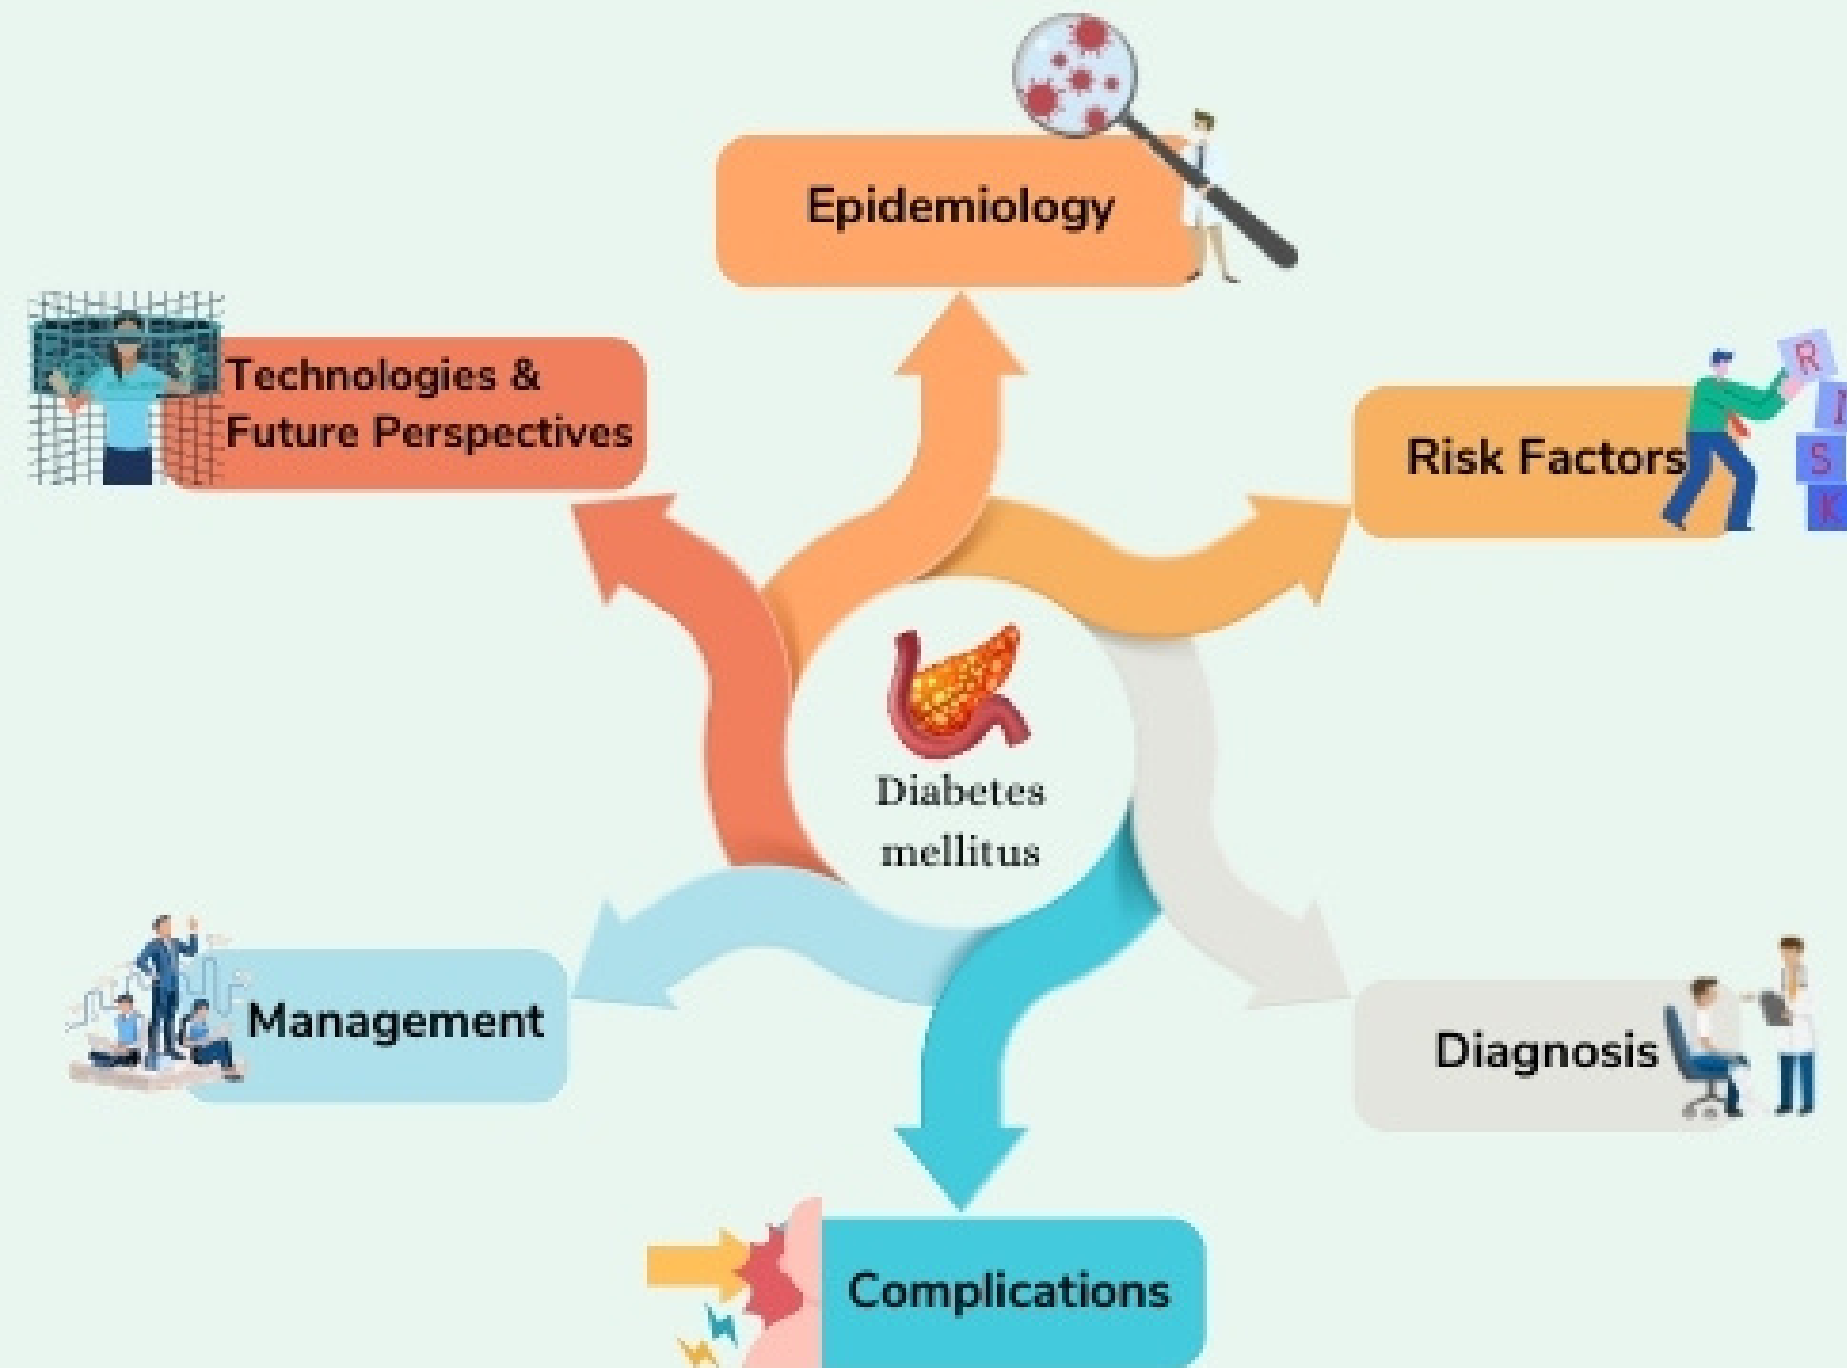 Epidemiology
Technologies &
Future Perspectives
Risk Factors
R
I
S
K
Diabetes
mellitus
Management
Diagnosis
Complications